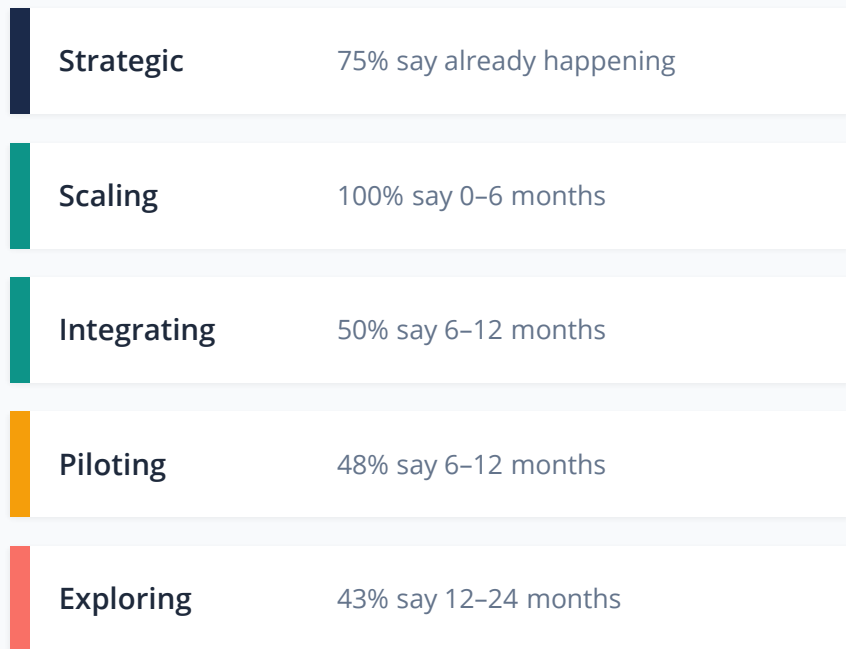 Strategic 75% say already happening
Scaling 100% say 0–6 months
Integrating 50% say 6–12 months
Piloting 48% say 6–12 months
Exploring 43% say 12–24 months